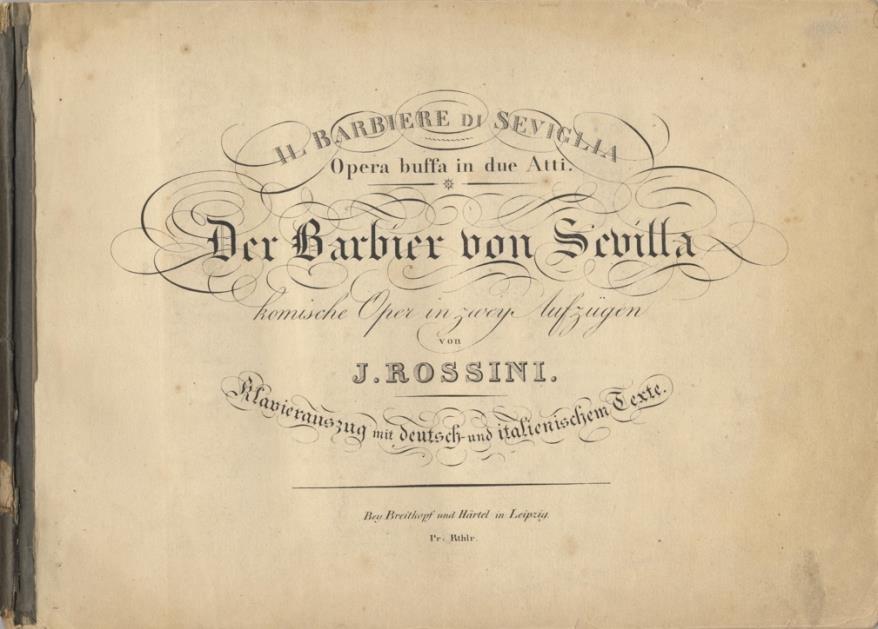 IL BARBIERE DI SEVIGLIA
Opera buffa in due Atti.
Der Barbier von Sevilla
komische Oper in zwey Aufzügen
von
J. ROSSINI.
Klavierauszug mit deutsch- und italienischem Texte.
Bey Breitkopf und Härtel in Leipzig.
Pr. Rthlr.